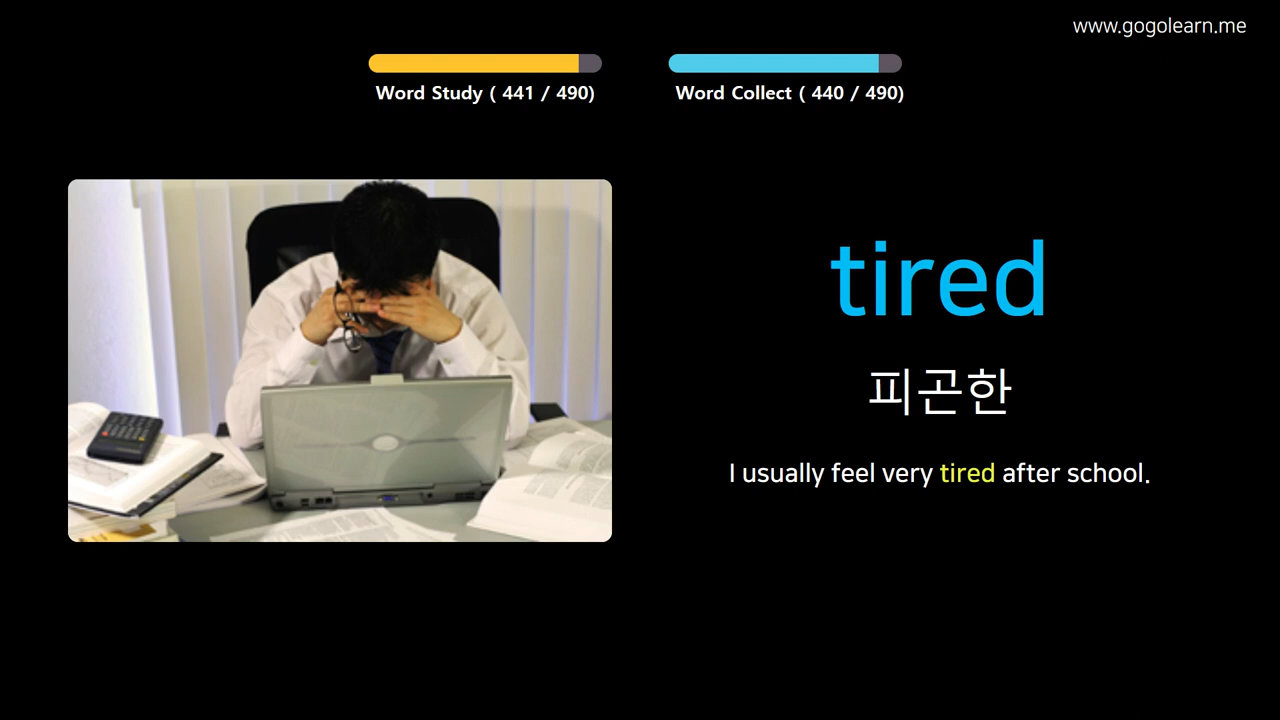 www.gogolearn.me
Word Study ( 441 / 490)
Word Collect ( 440 / 490)
tired
피곤한
I usually feel very tired after school.